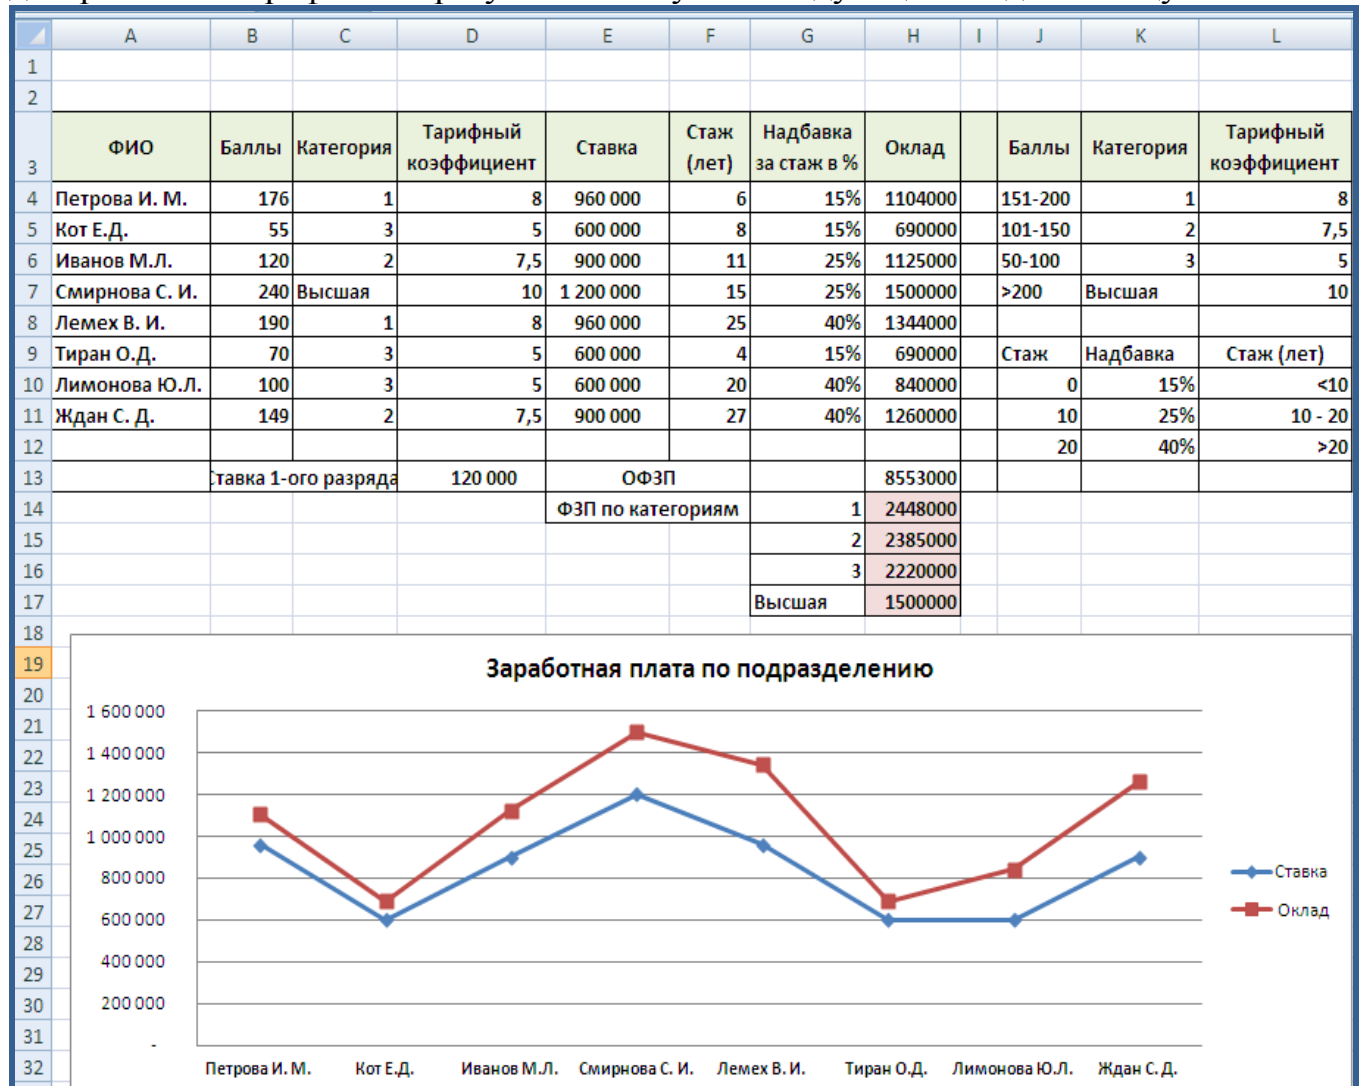 A B C D E F G H I J K L
1
2
3 ФИО Баллы Категория Тарифный коэффициент Ставка Стаж (лет) Надбавка за стаж в % Оклад Баллы Категория Тарифный коэффициент
4 Петрова И. М. 176 1 8 960 000 6 15% 1104000 151-200 1 8
5 Кот Е.Д. 55 3 5 600 000 8 15% 690000 101-150 2 7,5
6 Иванов М.Л. 120 2 7,5 900 000 11 25% 1125000 50-100 3 5
7 Смирнова С. И. 240 Высшая 10 1 200 000 15 25% 1500000 >200 Высшая 10
8 Лемех В. И. 190 1 8 960 000 25 40% 1344000
9 Тиран О.Д. 70 3 5 600 000 4 15% 690000 Стаж Надбавка Стаж (лет)
10 Лимонова Ю.Л. 100 3 5 600 000 20 40% 840000 0 15% <10
11 Ждан С. Д. 149 2 7,5 900 000 27 40% 1260000 10 25% 10 - 20
12 20 40% >20
13 Ставка 1-ого разряда 120 000 ОФЗП 8553000
14 ФЗП по категориям 1 2448000
15 2 2385000
16 3 2220000
17 Высшая 1500000
18
19
20
21
22
23
24
25
26
27
28
29
30
31
32
Заработная плата по подразделению
1 600 000
1 400 000
1 200 000
1 000 000
800 000
600 000
400 000
200 000
-
Ставка
Оклад
Петрова И. М. Кот Е.Д. Иванов М.Л. Смирнова С. И. Лемех В. И. Тиран О.Д. Лимонова Ю.Л. Ждан С. Д.